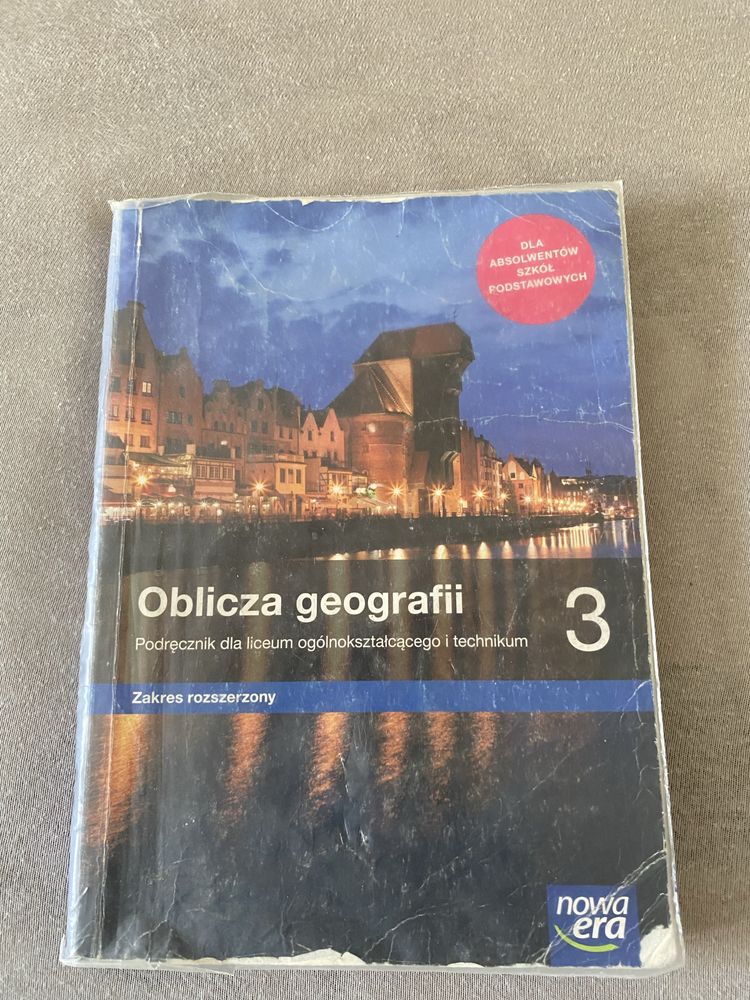 DLA
ABSOLWENTÓW
SZKÓŁ
PODSTAWOWYCH
Oblicza geografii 3
Podręcznik dla liceum ogólnokształcącego i technikum
Zakres rozszerzony
nowa
era